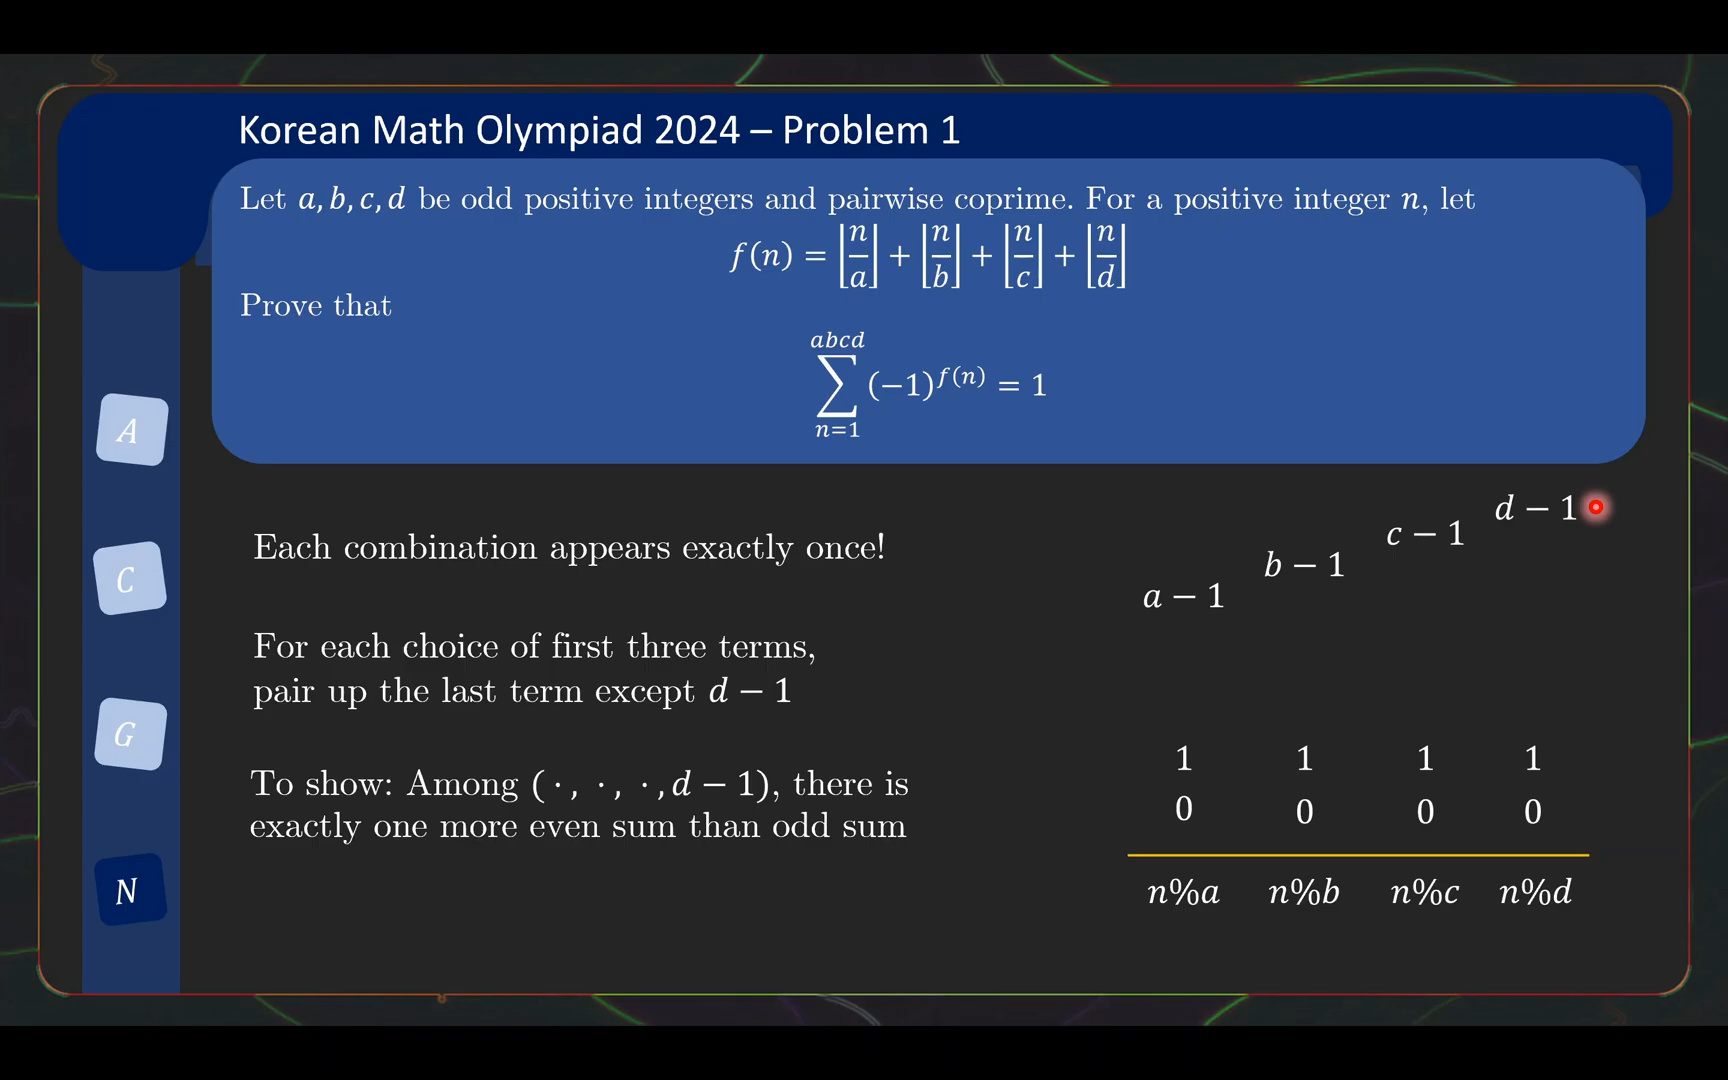 Korean Math Olympiad 2024 – Problem 1
Let a, b, c, d be odd positive integers and pairwise coprime. For a positive integer n, let
f(n) = ⌊n/a⌋ + ⌊n/b⌋ + ⌊n/c⌋ + ⌊n/d⌋
Prove that
∑_{n=1}^{abcd} (−1)^{f(n)} = 1
A
C
G
N
Each combination appears exactly once!
For each choice of first three terms,
pair up the last term except d − 1
To show: Among (·, ·, ·, d − 1), there is
exactly one more even sum than odd sum
a − 1 b − 1 c − 1 d − 1
1 1 1 1
0 0 0 0
n%a n%b n%c n%d